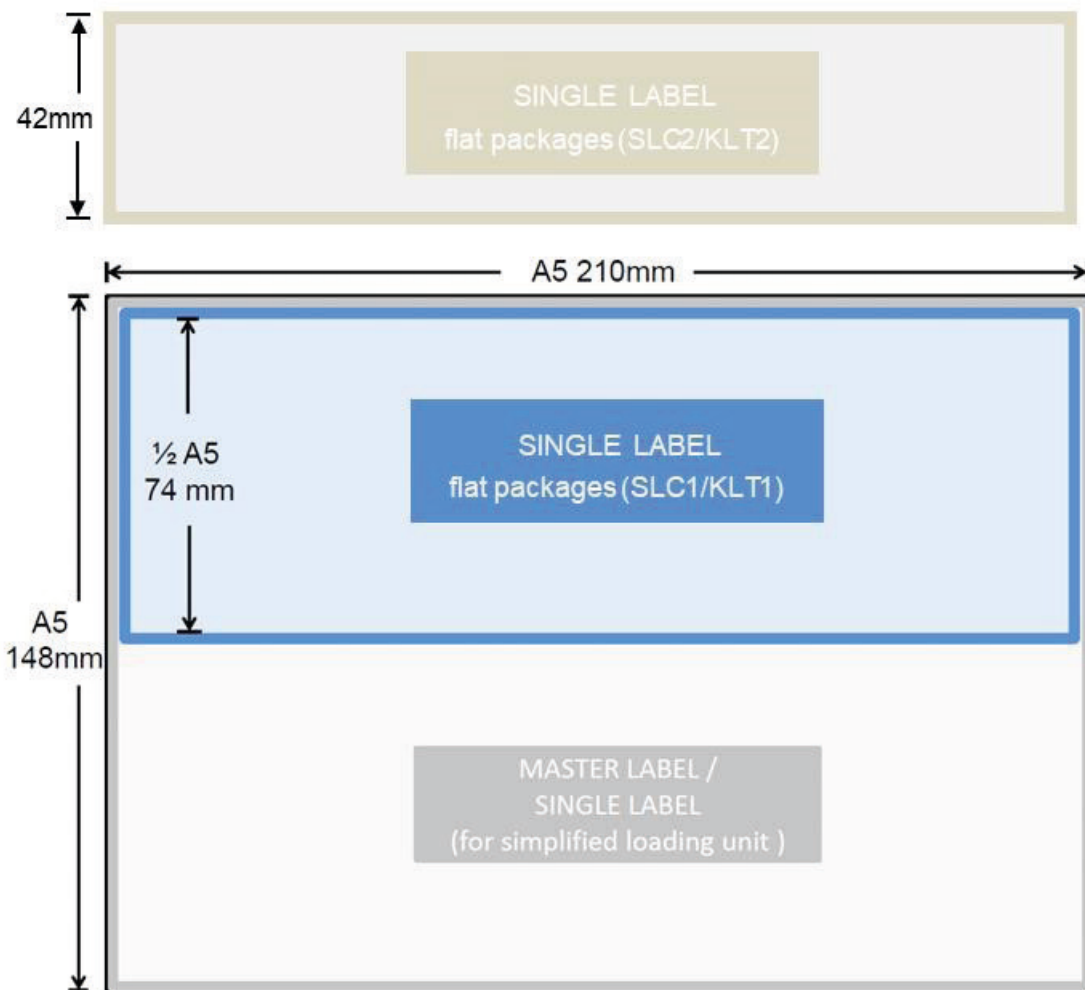 42mm
SINGLE LABEL
flat packages (SLC2/KLT2)
A5 210mm
½ A5
74 mm
SINGLE LABEL
flat packages (SLC1/KLT1)
A5
148mm
MASTER LABEL /
SINGLE LABEL
(for simplified loading unit )